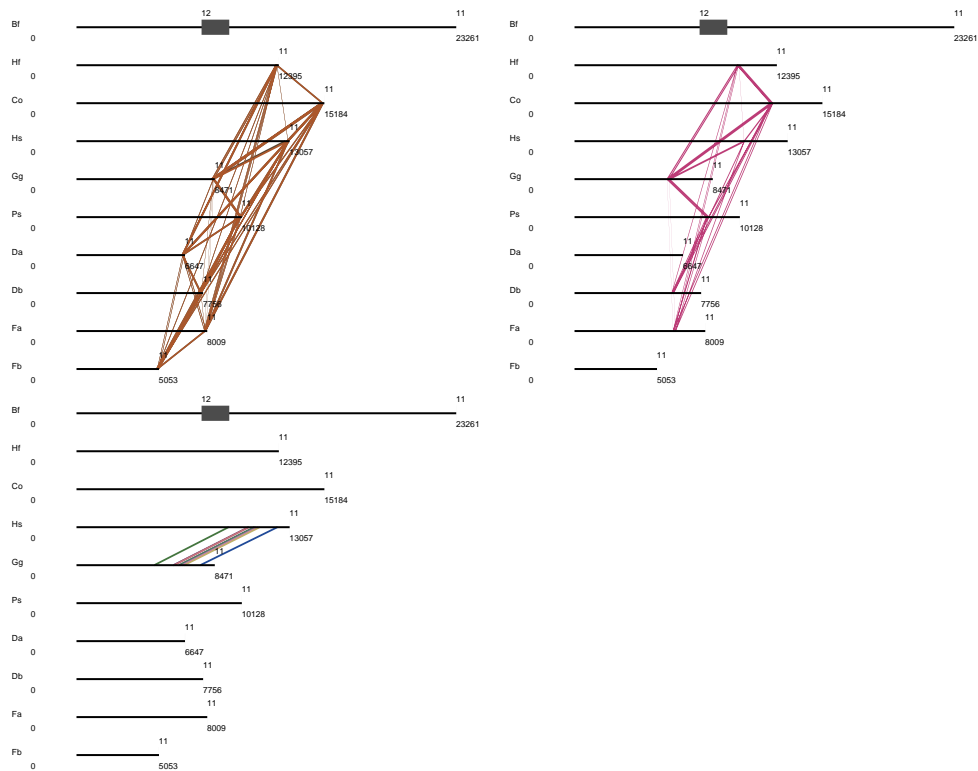 12 11
Bf
0 23261
11
Hf
0 12395
11
Co
0 15184
11
Hs
0 13057
11
Gg
0 8471
11
Ps
0 10128
11
Da
0 6647
11
Db
0 7756
11
Fa
0 8009
11
Fb
0 5053
12 11
Bf
0 23261
11
Hf
0 12395
11
Co
0 15184
11
Hs
0 13057
11
Gg
0 8471
11
Ps
0 10128
11
Da
0 6647
11
Db
0 7756
11
Fa
0 8009
11
Fb
0 5053
12 11
Bf
0 23261
11
Hf
0 12395
11
Co
0 15184
11
Hs
0 13057
11
Gg
0 8471
11
Ps
0 10128
11
Da
0 6647
11
Db
0 7756
11
Fa
0 8009
11
Fb
0 5053